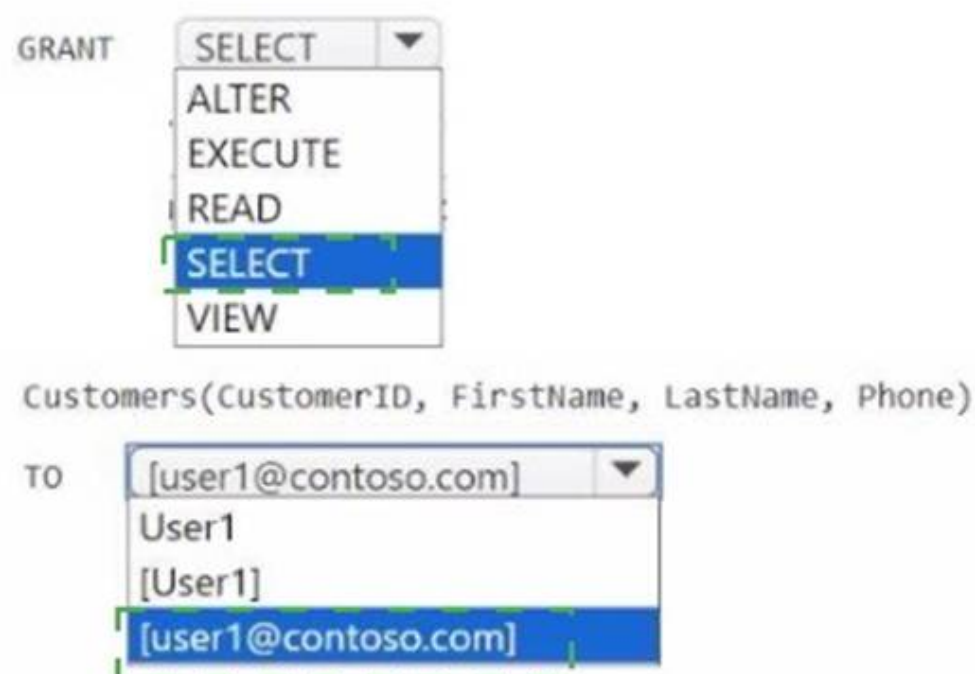 GRANT SELECT
ALTER
EXECUTE
READ
SELECT
VIEW
Customers(CustomerID, FirstName, LastName, Phone)
TO [user1@contoso.com]
User1
[User1]
[user1@contoso.com]